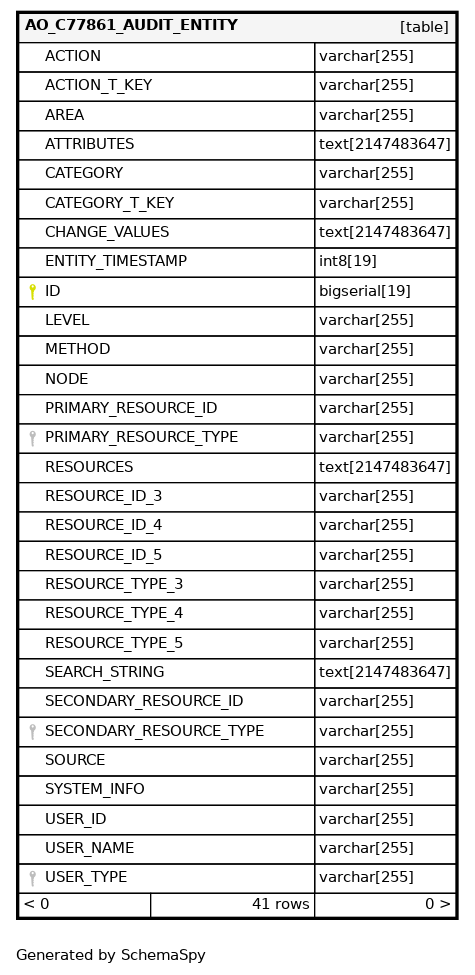 AO_C77861_AUDIT_ENTITY [table]
ACTION varchar[255]
ACTION_T_KEY varchar[255]
AREA varchar[255]
ATTRIBUTES text[2147483647]
CATEGORY varchar[255]
CATEGORY_T_KEY varchar[255]
CHANGE_VALUES text[2147483647]
ENTITY_TIMESTAMP int8[19]
ID bigserial[19]
LEVEL varchar[255]
METHOD varchar[255]
NODE varchar[255]
PRIMARY_RESOURCE_ID varchar[255]
PRIMARY_RESOURCE_TYPE varchar[255]
RESOURCES text[2147483647]
RESOURCE_ID_3 varchar[255]
RESOURCE_ID_4 varchar[255]
RESOURCE_ID_5 varchar[255]
RESOURCE_TYPE_3 varchar[255]
RESOURCE_TYPE_4 varchar[255]
RESOURCE_TYPE_5 varchar[255]
SEARCH_STRING text[2147483647]
SECONDARY_RESOURCE_ID varchar[255]
SECONDARY_RESOURCE_TYPE varchar[255]
SOURCE varchar[255]
SYSTEM_INFO varchar[255]
USER_ID varchar[255]
USER_NAME varchar[255]
USER_TYPE varchar[255]
< 0 41 rows 0 >
Generated by SchemaSpy